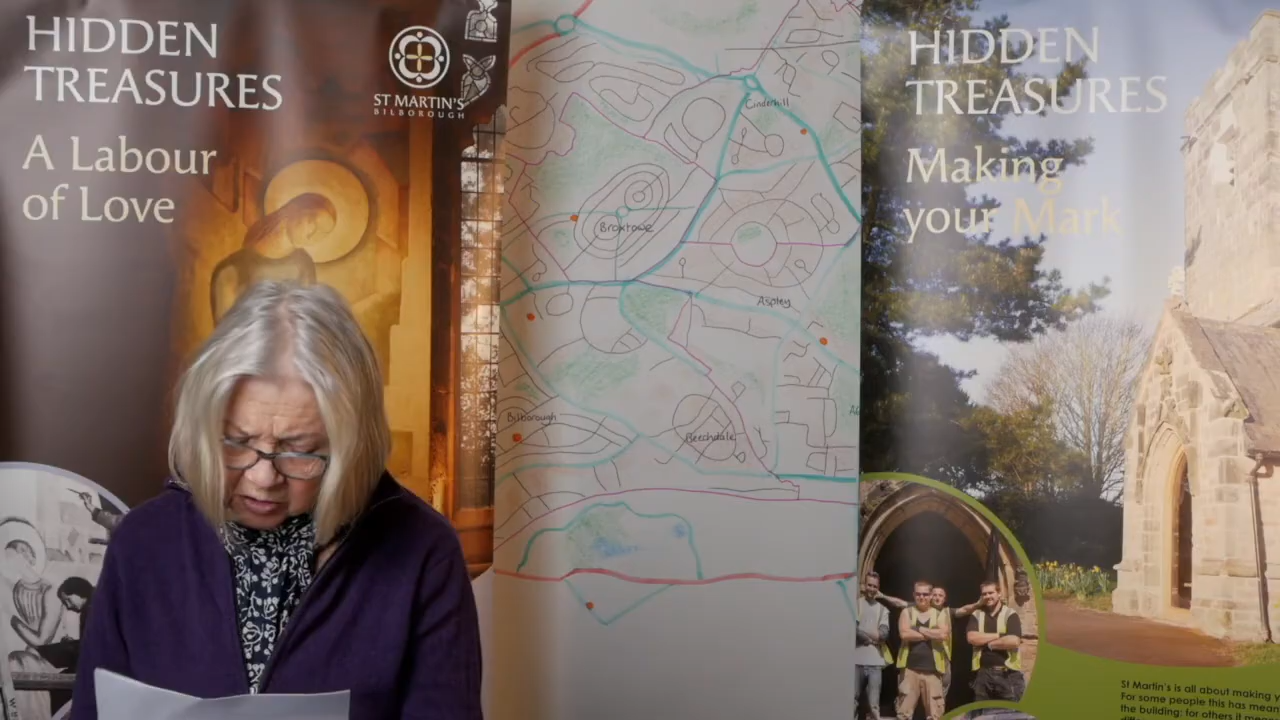 HIDDEN
TREASURES
A Labour
of Love
ST MARTIN'S
BILBOROUGH
Cinderhill
Broxtowe
Aspley
Bilborough
Beechdale
HIDDEN
TREASURES
Making
your Mark
St Martin's is all about making y
For some people this has mean
the building; for others it me